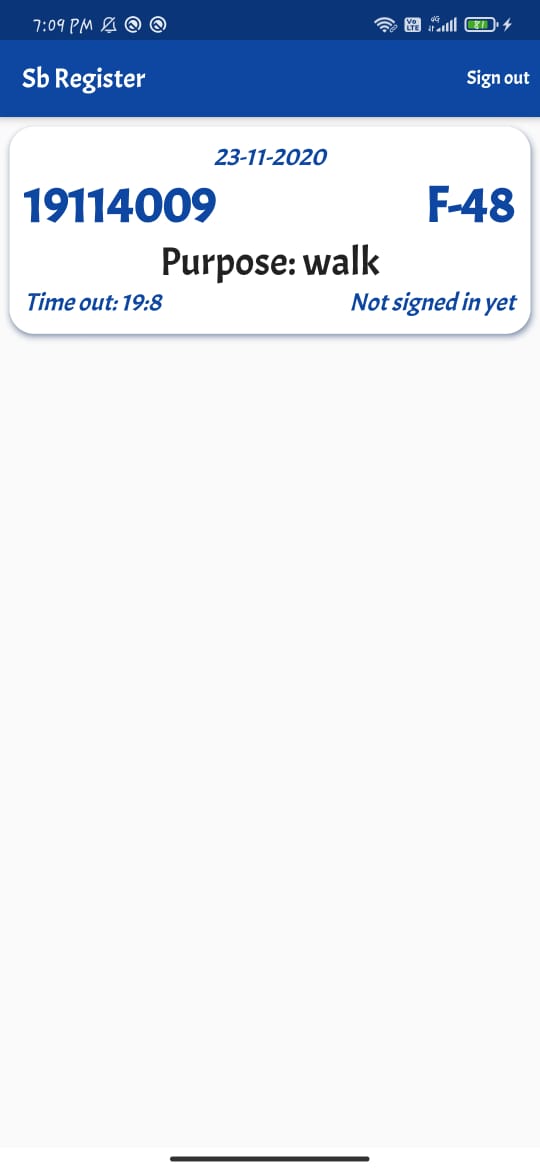 7:09 PM VO LTE 4G 81
Sb Register Sign out
23-11-2020
19114009 F-48
Purpose: walk
Time out: 19:8 Not signed in yet